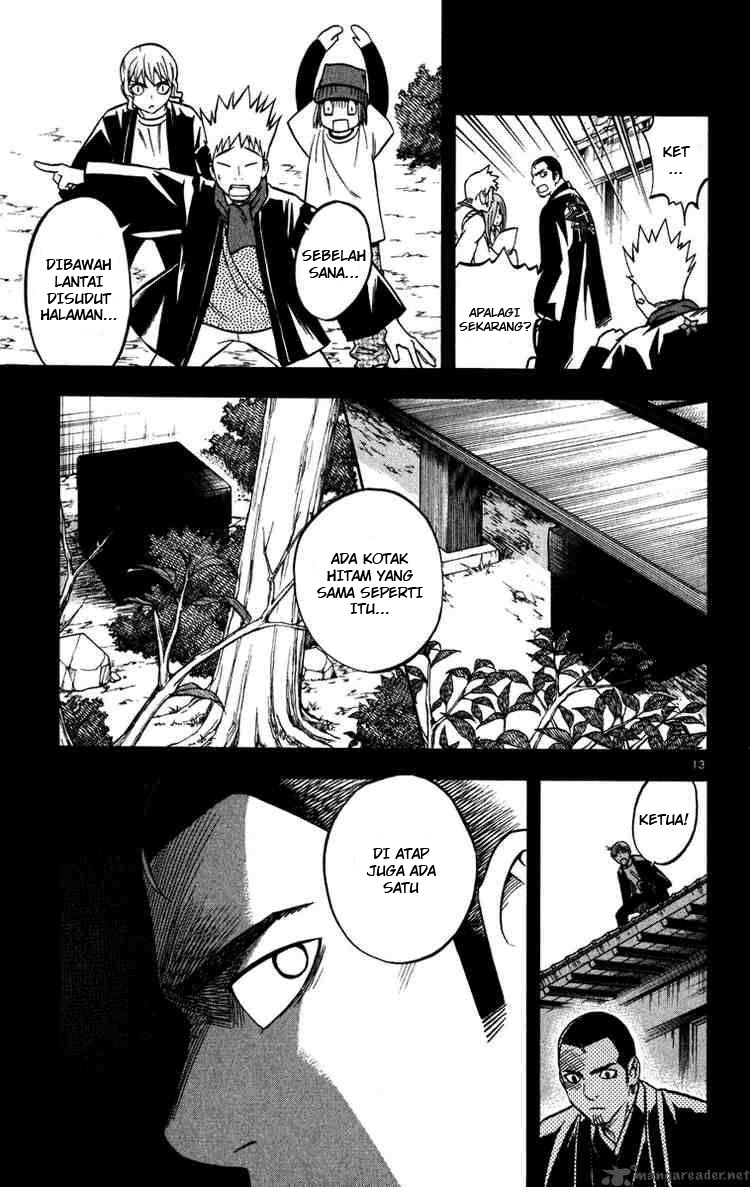 KET
...
APALAGI
SEKARANG?
SEBELAH
SANA...
DIBAWAH
LANTAI
DISUDUT
HALAMAN...
ADA KOTAK
HITAM YANG
SAMA SEPERTI
ITU...
13
KETUA!
DI ATAP
JUGA ADA
SATU
mangareader.net